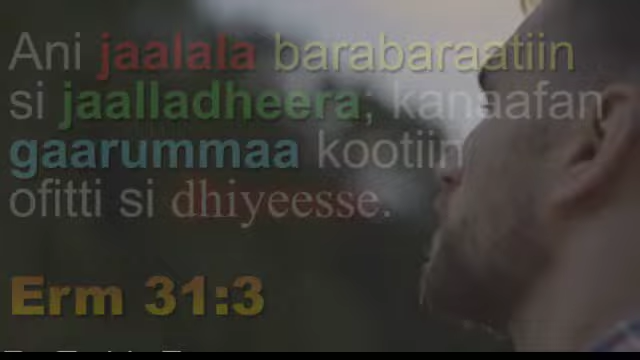 Ani jaalala barabaraatiin
si jaalladheera; kanaafan
gaarummaa kootiin
ofitti si dhiyeesse.
Erm 31:3